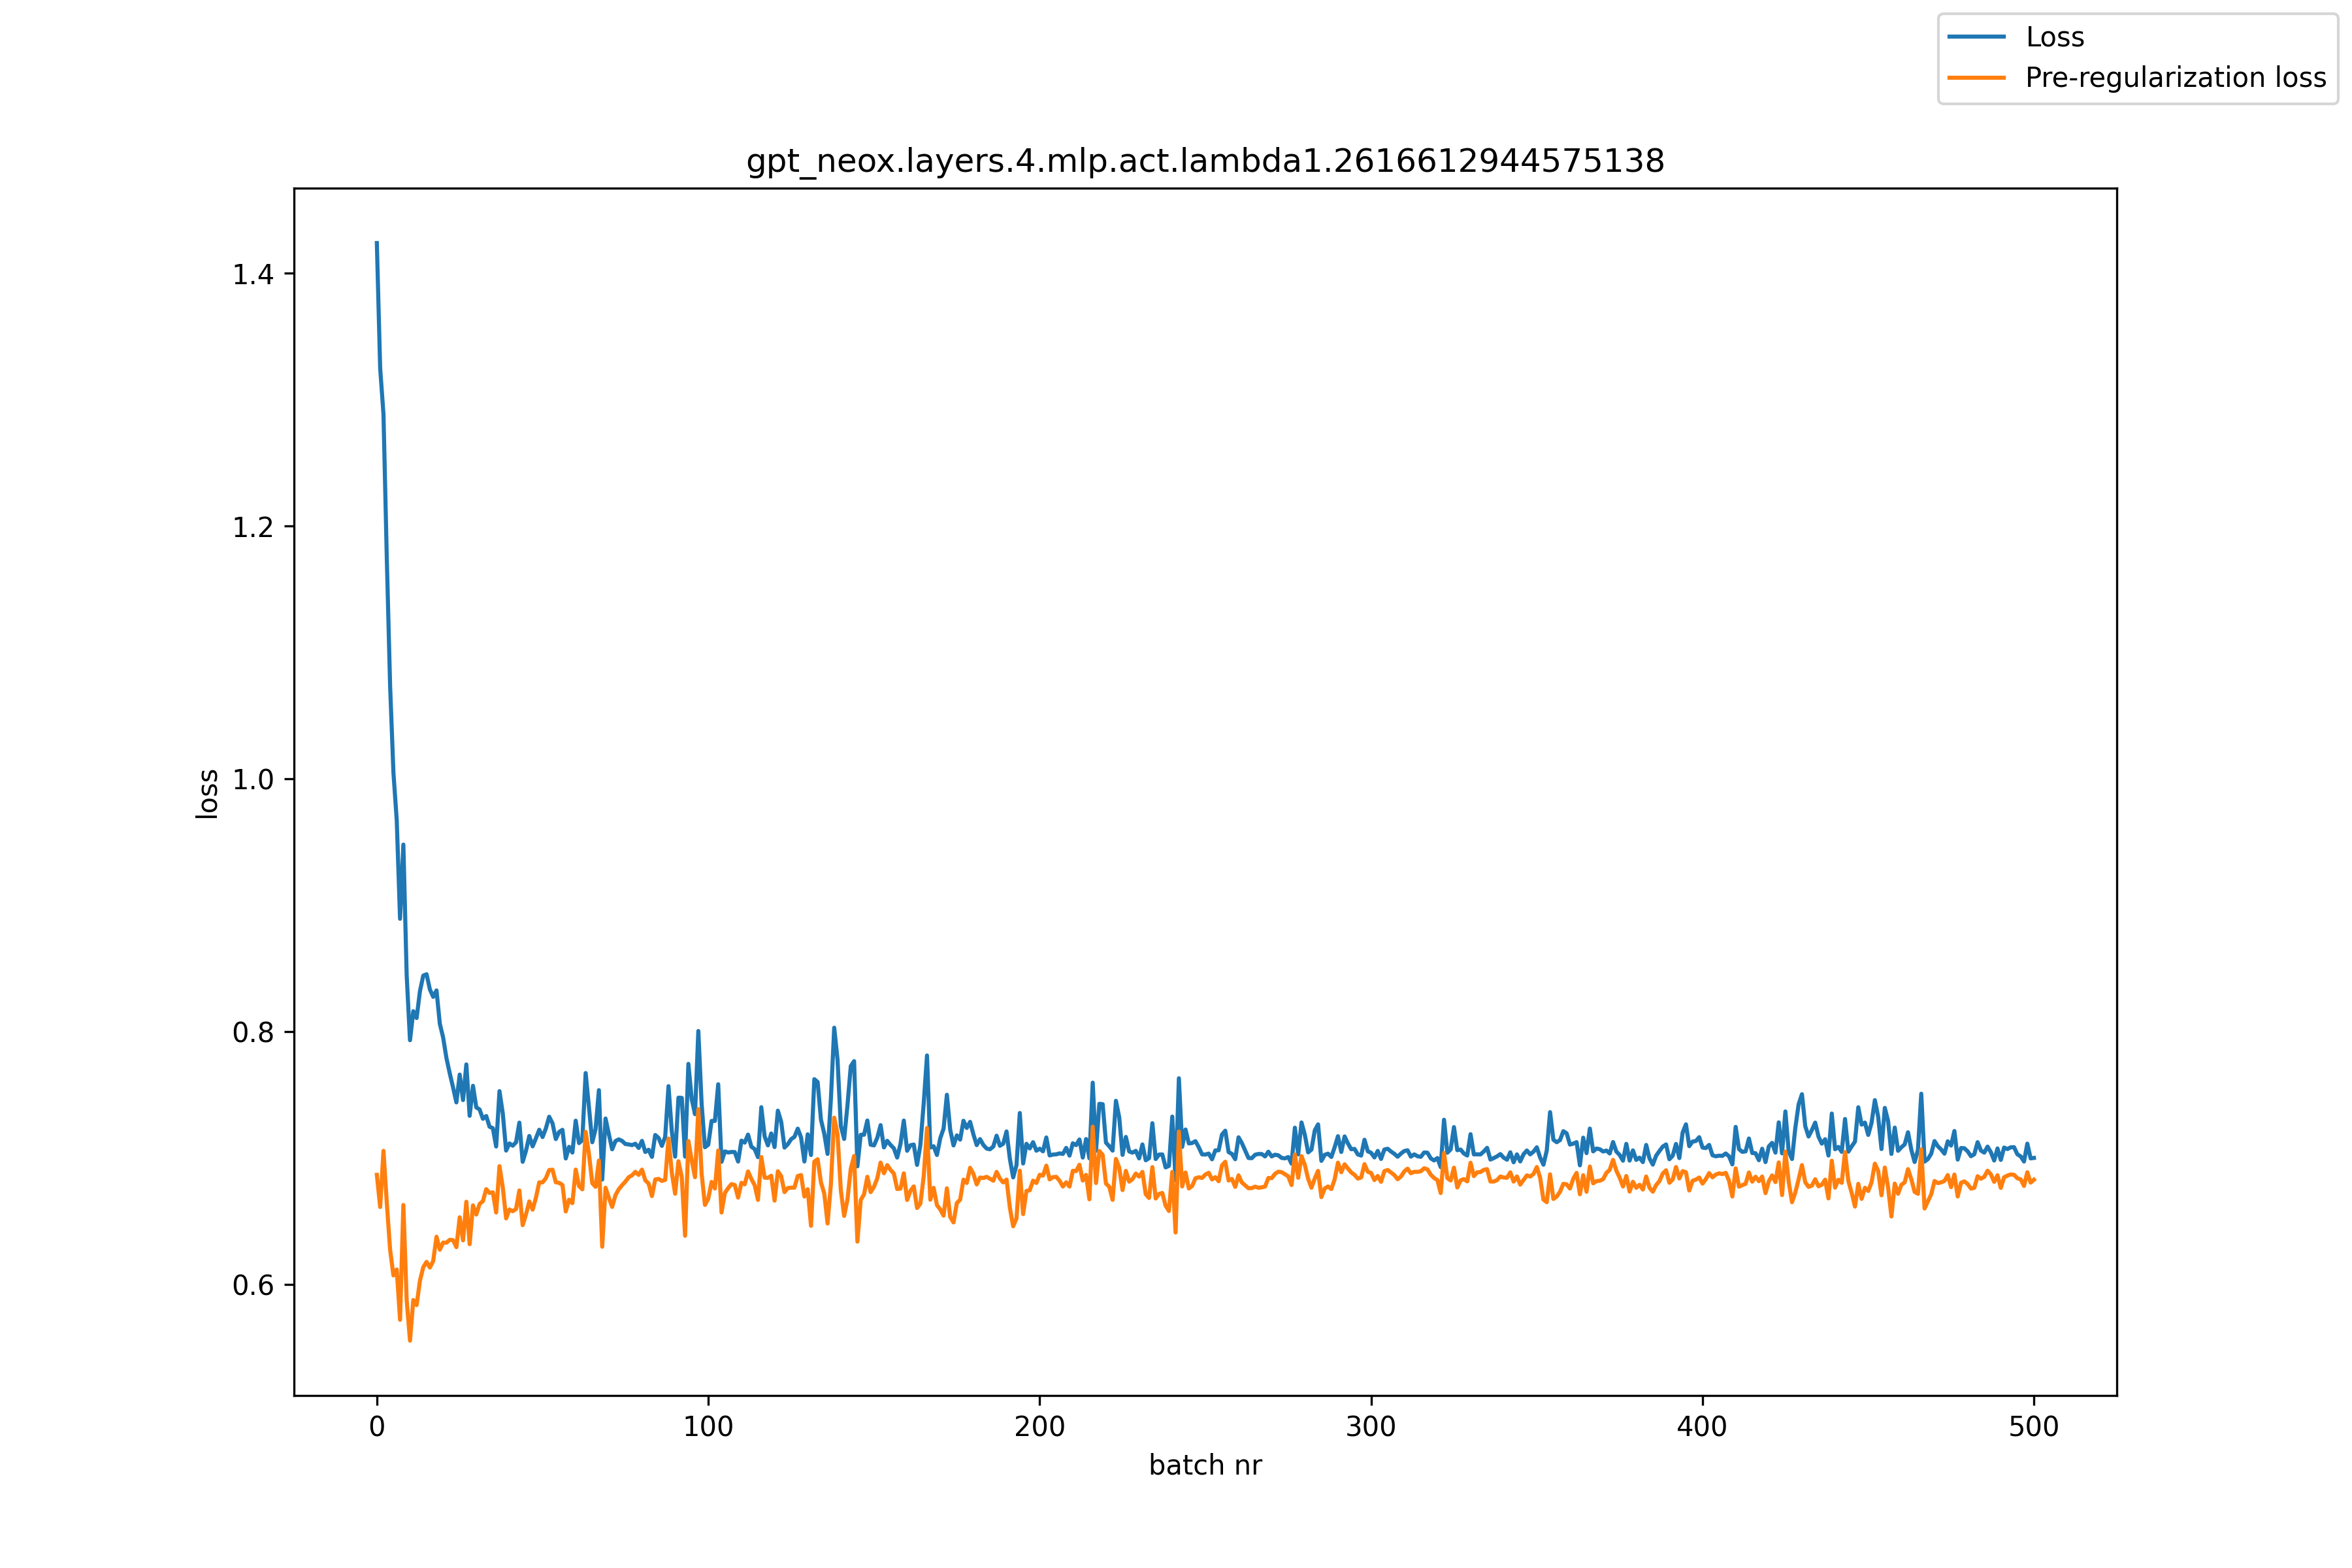 Loss
Pre-regularization loss
gpt_neox.layers.4.mlp.act.lambda1.2616612944575138
1.4
1.2
1.0
0.8
0.6
loss
0 100 200 300 400 500
batch nr